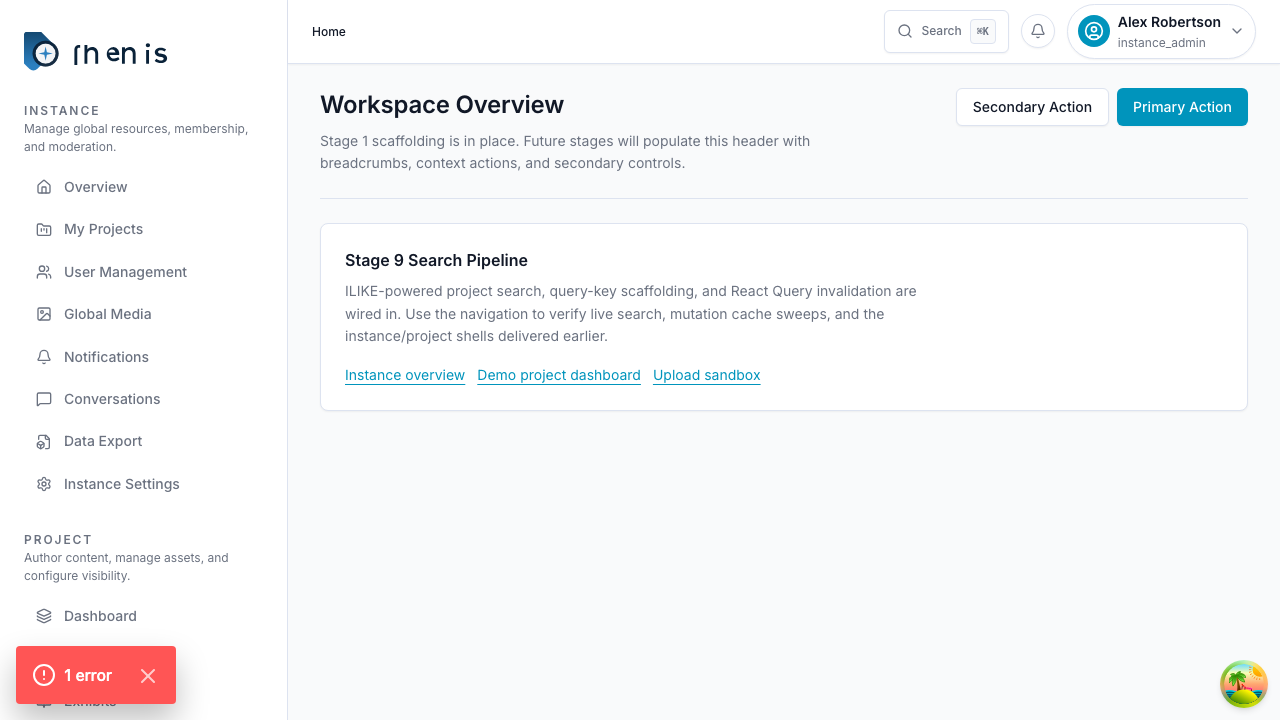 rhenis
Home
Search
⌘K
Alex Robertson
instance_admin
INSTANCE
Manage global resources, membership,
and moderation.
Overview
My Projects
User Management
Global Media
Notifications
Conversations
Data Export
Instance Settings
PROJECT
Author content, manage assets, and
configure visibility.
Dashboard
Exhibits
1 error
Workspace Overview
Stage 1 scaffolding is in place. Future stages will populate this header with
breadcrumbs, context actions, and secondary controls.
Secondary Action
Primary Action
Stage 9 Search Pipeline
ILIKE-powered project search, query-key scaffolding, and React Query invalidation are
wired in. Use the navigation to verify live search, mutation cache sweeps, and the
instance/project shells delivered earlier.
Instance overview
Demo project dashboard
Upload sandbox